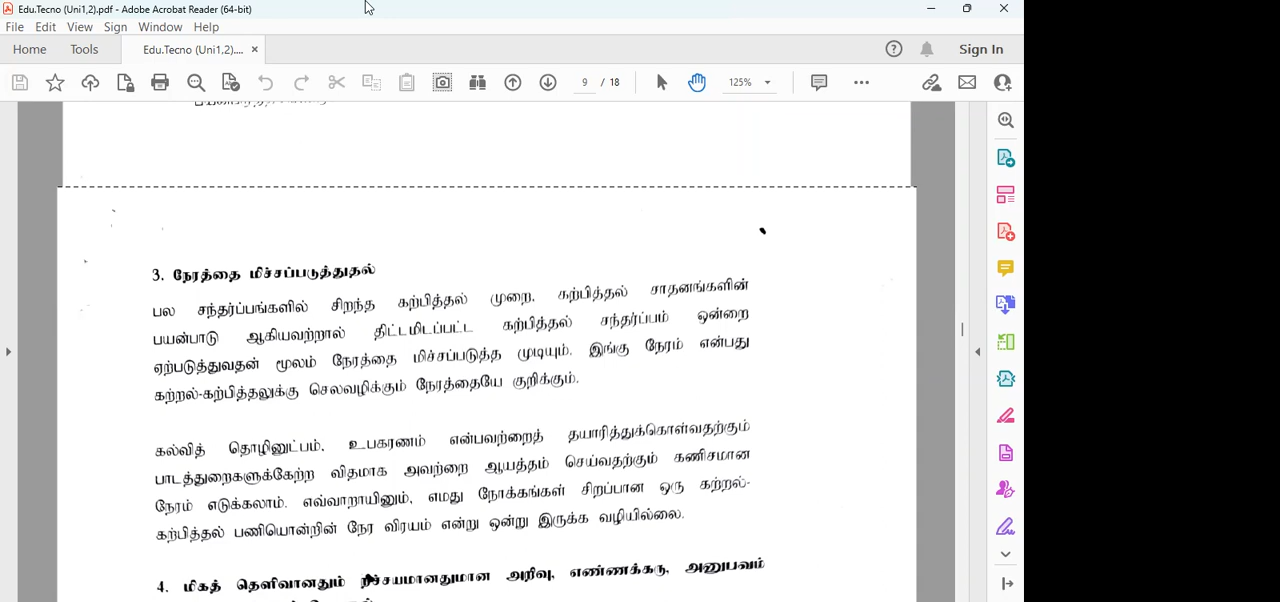 Edu.Tecno (Uni1,2).pdf - Adobe Acrobat Reader (64-bit)
File Edit View Sign Window Help
Home Tools Edu.Tecno (Uni1,2).... × Sign In
9 / 18 125%
3. நேரத்தை மிச்சப்படுத்துதல்
பல சந்தர்ப்பங்களில் சிறந்த கற்பித்தல் முறை, கற்பித்தல் சாதனங்களின்
பயன்பாடு ஆகியவற்றால் திட்டமிடப்பட்ட கற்பித்தல் சந்தர்ப்பம் ஒன்றை
ஏற்படுத்துவதன் மூலம் நேரத்தை மிச்சப்படுத்த முடியும். இங்கு நேரம் என்பது
கற்றல்-கற்பித்தலுக்கு செலவழிக்கும் நேரத்தையே குறிக்கும்.
கல்வித் தொழினுட்பம், உபகரணம் என்பவற்றைத் தயாரித்துக்கொள்வதற்கும்
பாடத்துறைகளுக்கேற்ற விதமாக அவற்றை ஆயத்தம் செய்வதற்கும் கணிசமான
நேரம் எடுக்கலாம். எவ்வாறாயினும், எமது நோக்கங்கள் சிறப்பான ஒரு கற்றல்-
கற்பித்தல் பணியொன்றின் நேர விரயம் என்று ஒன்று இருக்க வழியில்லை.
4. மிகத் தெளிவானதும் நிச்சயமானதுமான அறிவு, எண்ணக்கரு, அனுபவம்